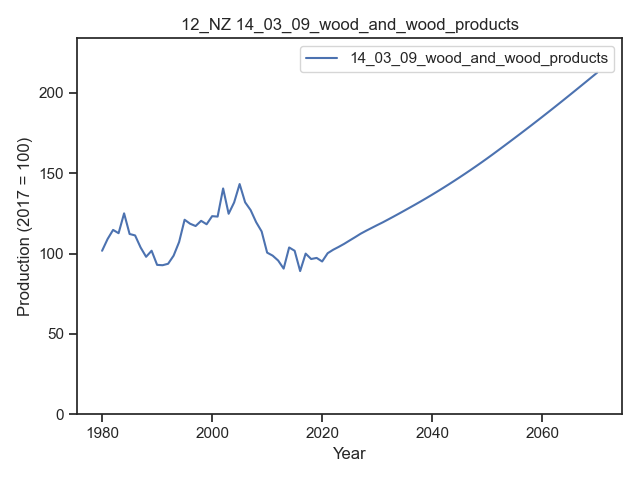 12_NZ 14_03_09_wood_and_wood_products
14_03_09_wood_and_wood_products
Production (2017 = 100)
200
150
100
50
0
1980 2000 2020 2040 2060
Year